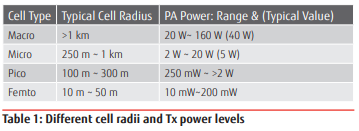 Cell Type Typical Cell Radius PA Power: Range & (Typical Value)
Macro >1 km 20 W~ 160 W (40 W)
Micro 250 m ~ 1 km 2 W ~ 20 W (5 W)
Pico 100 m ~ 300 m 250 mW ~ >2 W
Femto 10 m ~ 50 m 10 mW~200 mW
Table 1: Different cell radii and Tx power levels